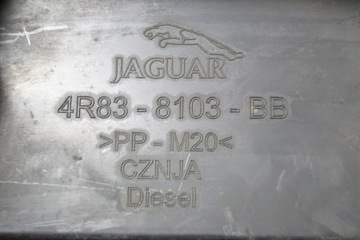 JAGUAR
4R83 - 8103 - BB
>PP - M20<
CZNJA
Diesel